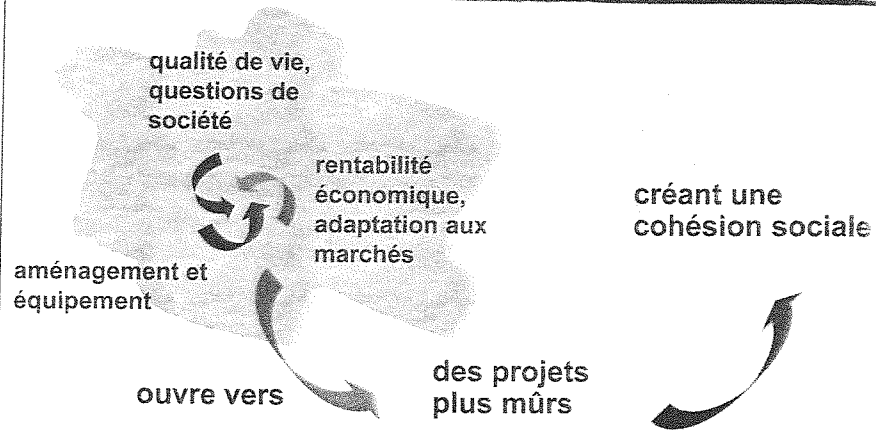 qualité de vie,
questions de
société
rentabilité
économique,
adaptation aux
marchés
aménagement et
équipement
ouvre vers
des projets
plus mûrs
créant une
cohésion sociale